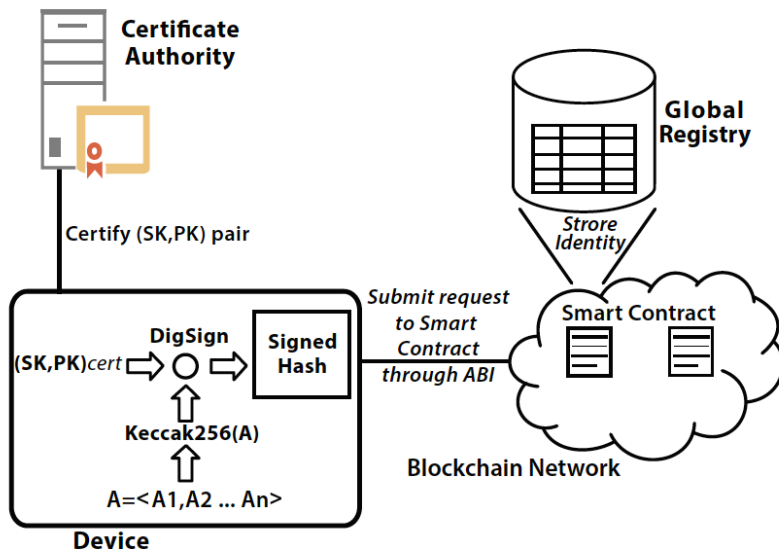 Certificate
Authority
Global
Registry
Certify (SK,PK) pair
Strore
Identity
Submit request
to Smart
Contract
through ABI
Smart Contract
DigSign
Signed
Hash
(SK,PK)cert
Keccak256(A)
A=<A1,A2 ... An>
Blockchain Network
Device